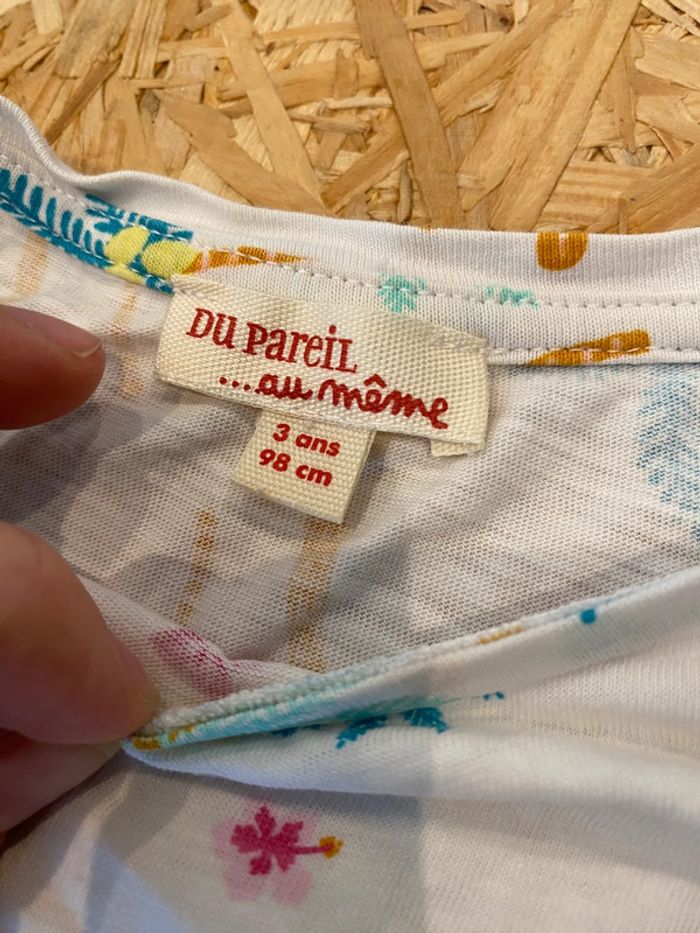 DU PareiL
....au même
3 ans
98 cm